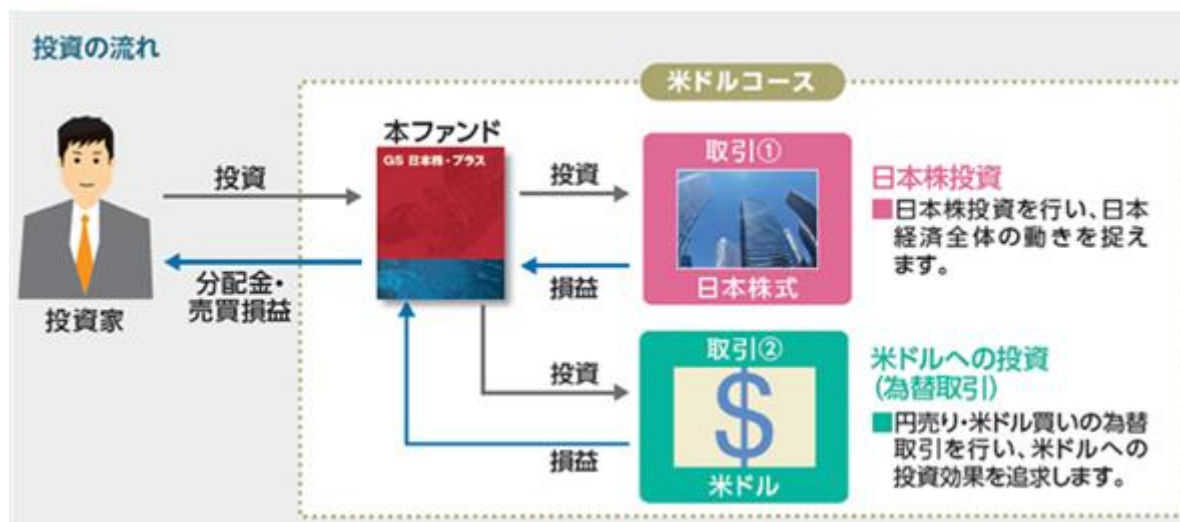 投資の流れ
米ドルコース
本ファンド
GS 日本株・プラス
投資
分配金・
売買損益
投資家
投資
損益
取引①
日本株式
日本株投資
■日本株投資を行い、日本
経済全体の動きを捉え
ます。
投資
損益
取引②
$
米ドル
米ドルへの投資
(為替取引)
■円売り・米ドル買いの為替
取引を行い、米ドルへの
投資効果を追求します。